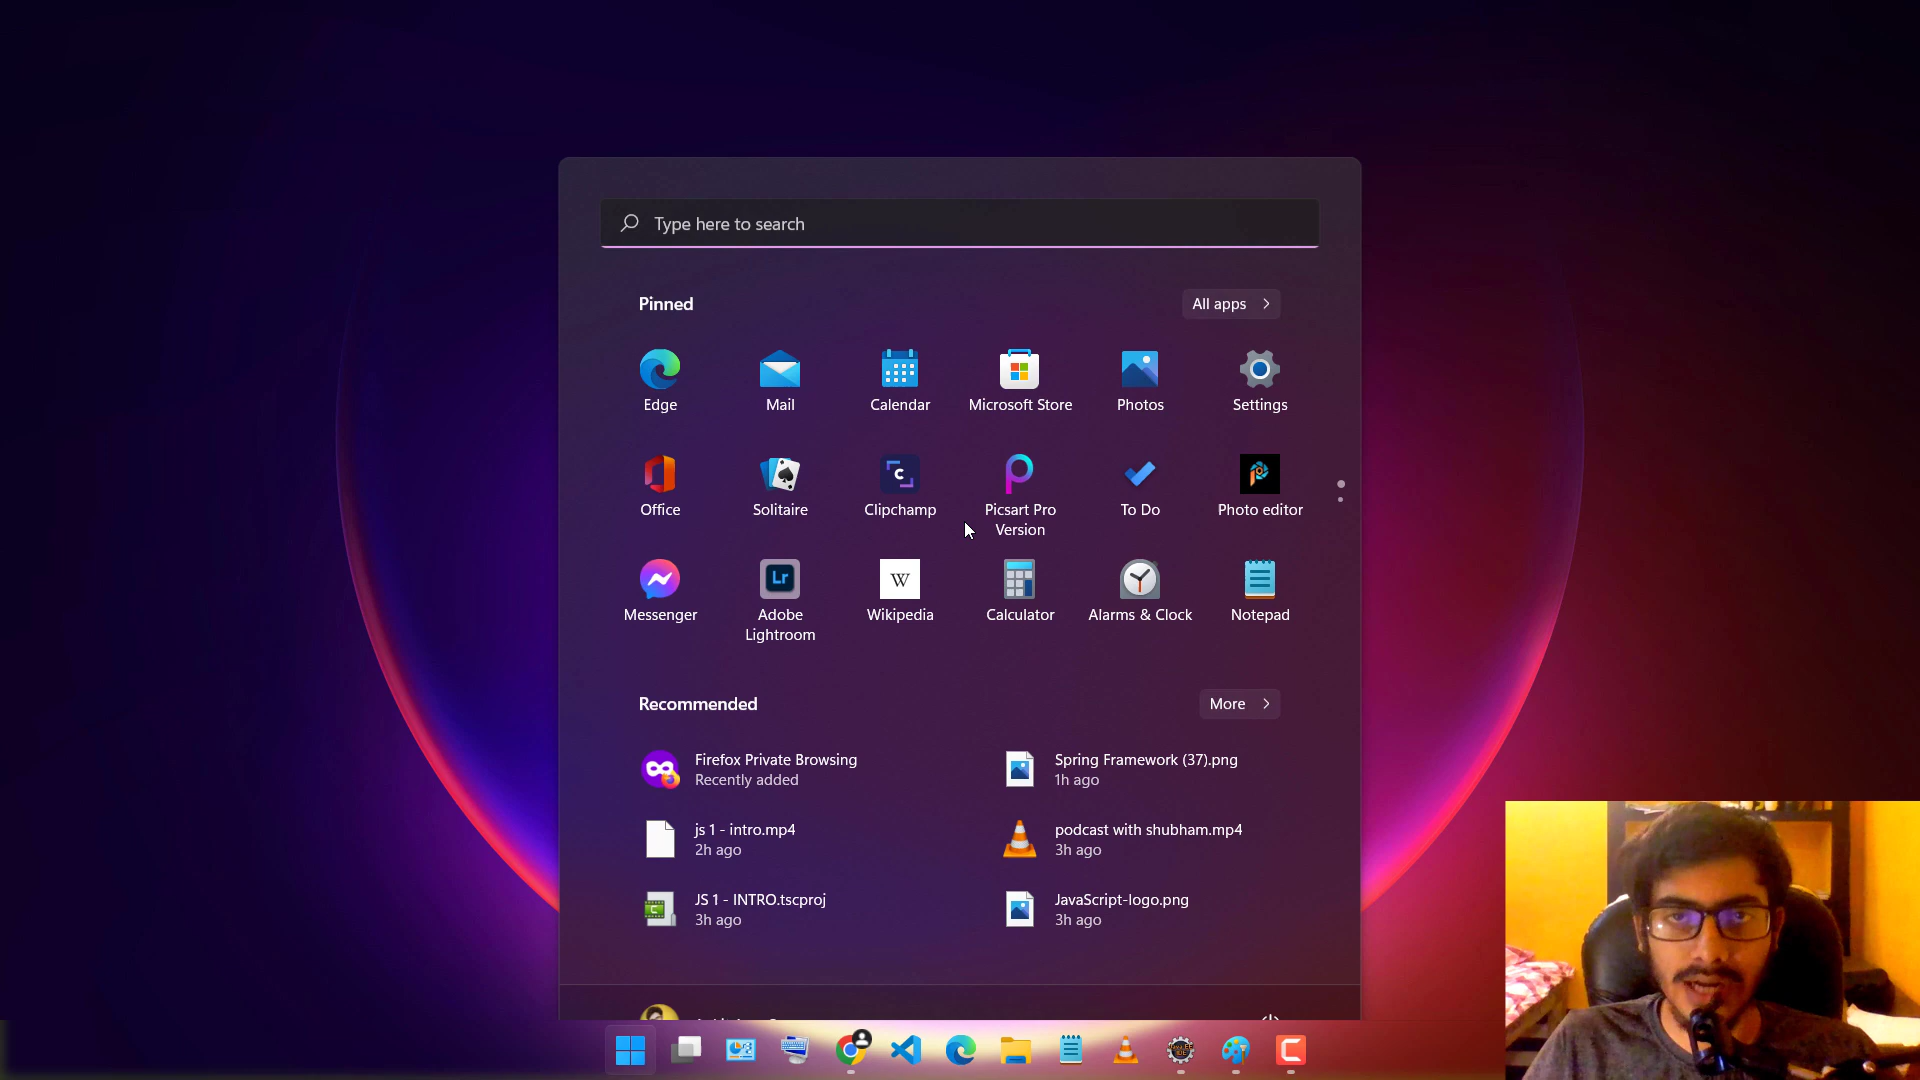 Type here to search
Pinned
All apps
Edge
Mail
Calendar
Microsoft Store
Photos
Settings
Office
Solitaire
Clipchamp
Picsart Pro
Version
To Do
Photo editor
Messenger
Adobe
Lightroom
Wikipedia
Calculator
Alarms & Clock
Notepad
Recommended
More
Firefox Private Browsing
Recently added
Spring Framework (37).png
1h ago
js 1 - intro.mp4
2h ago
podcast with shubham.mp4
3h ago
JS 1 - INTRO.tscproj
3h ago
JavaScript-logo.png
3h ago